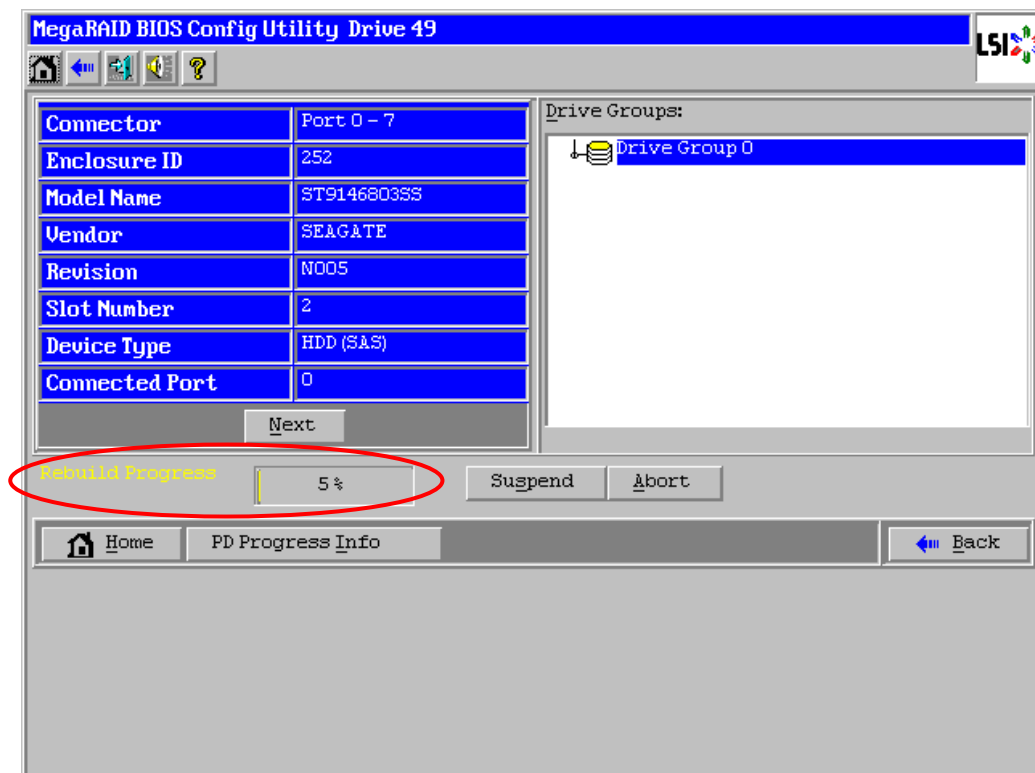 MegaRAID BIOS Config Utility Drive 49
LSI
Connector Port 0 – 7
Enclosure ID 252
Model Name ST9146803SS
Vendor SEAGATE
Revision N005
Slot Number 2
Device Type HDD (SAS)
Connected Port 0
Next
Drive Groups:
Drive Group 0
Rebuild Progress 5 %
Suspend Abort
Home PD Progress Info Back